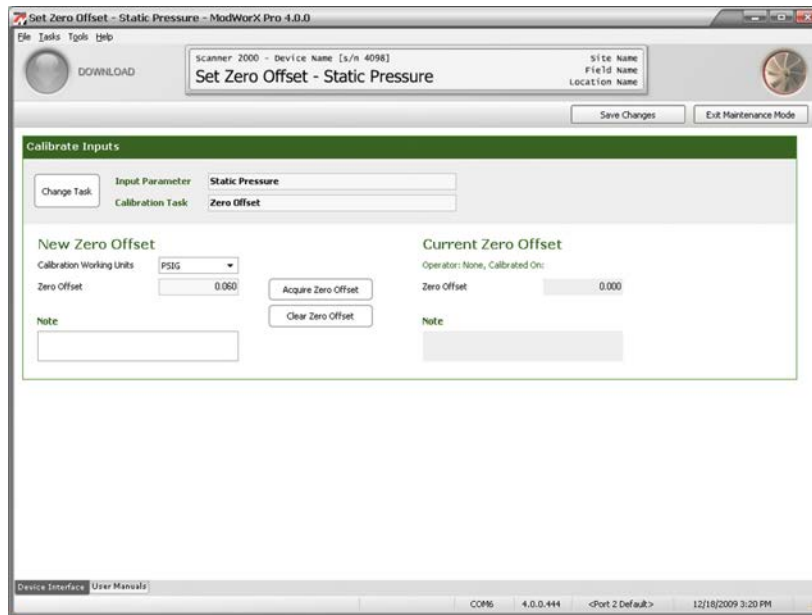 Set Zero Offset - Static Pressure - ModWorX Pro 4.0.0
File Tasks Tools Help
DOWNLOAD
Scanner 2000 - Device Name [s/n 4098]
Set Zero Offset - Static Pressure
Site Name
Field Name
Location Name
Save Changes Exit Maintenance Mode
Calibrate Inputs
Change Task
Input Parameter Static Pressure
Calibration Task Zero Offset
New Zero Offset Current Zero Offset
Calibration Working Units PSIG Operator: None, Calibrated On:
Zero Offset 0.060 Acquire Zero Offset Zero Offset 0.000
Clear Zero Offset
Note Note
Device Interface User Manuals
COM6 4.0.0.444 <Port 2 Default> 12/18/2009 3:20 PM